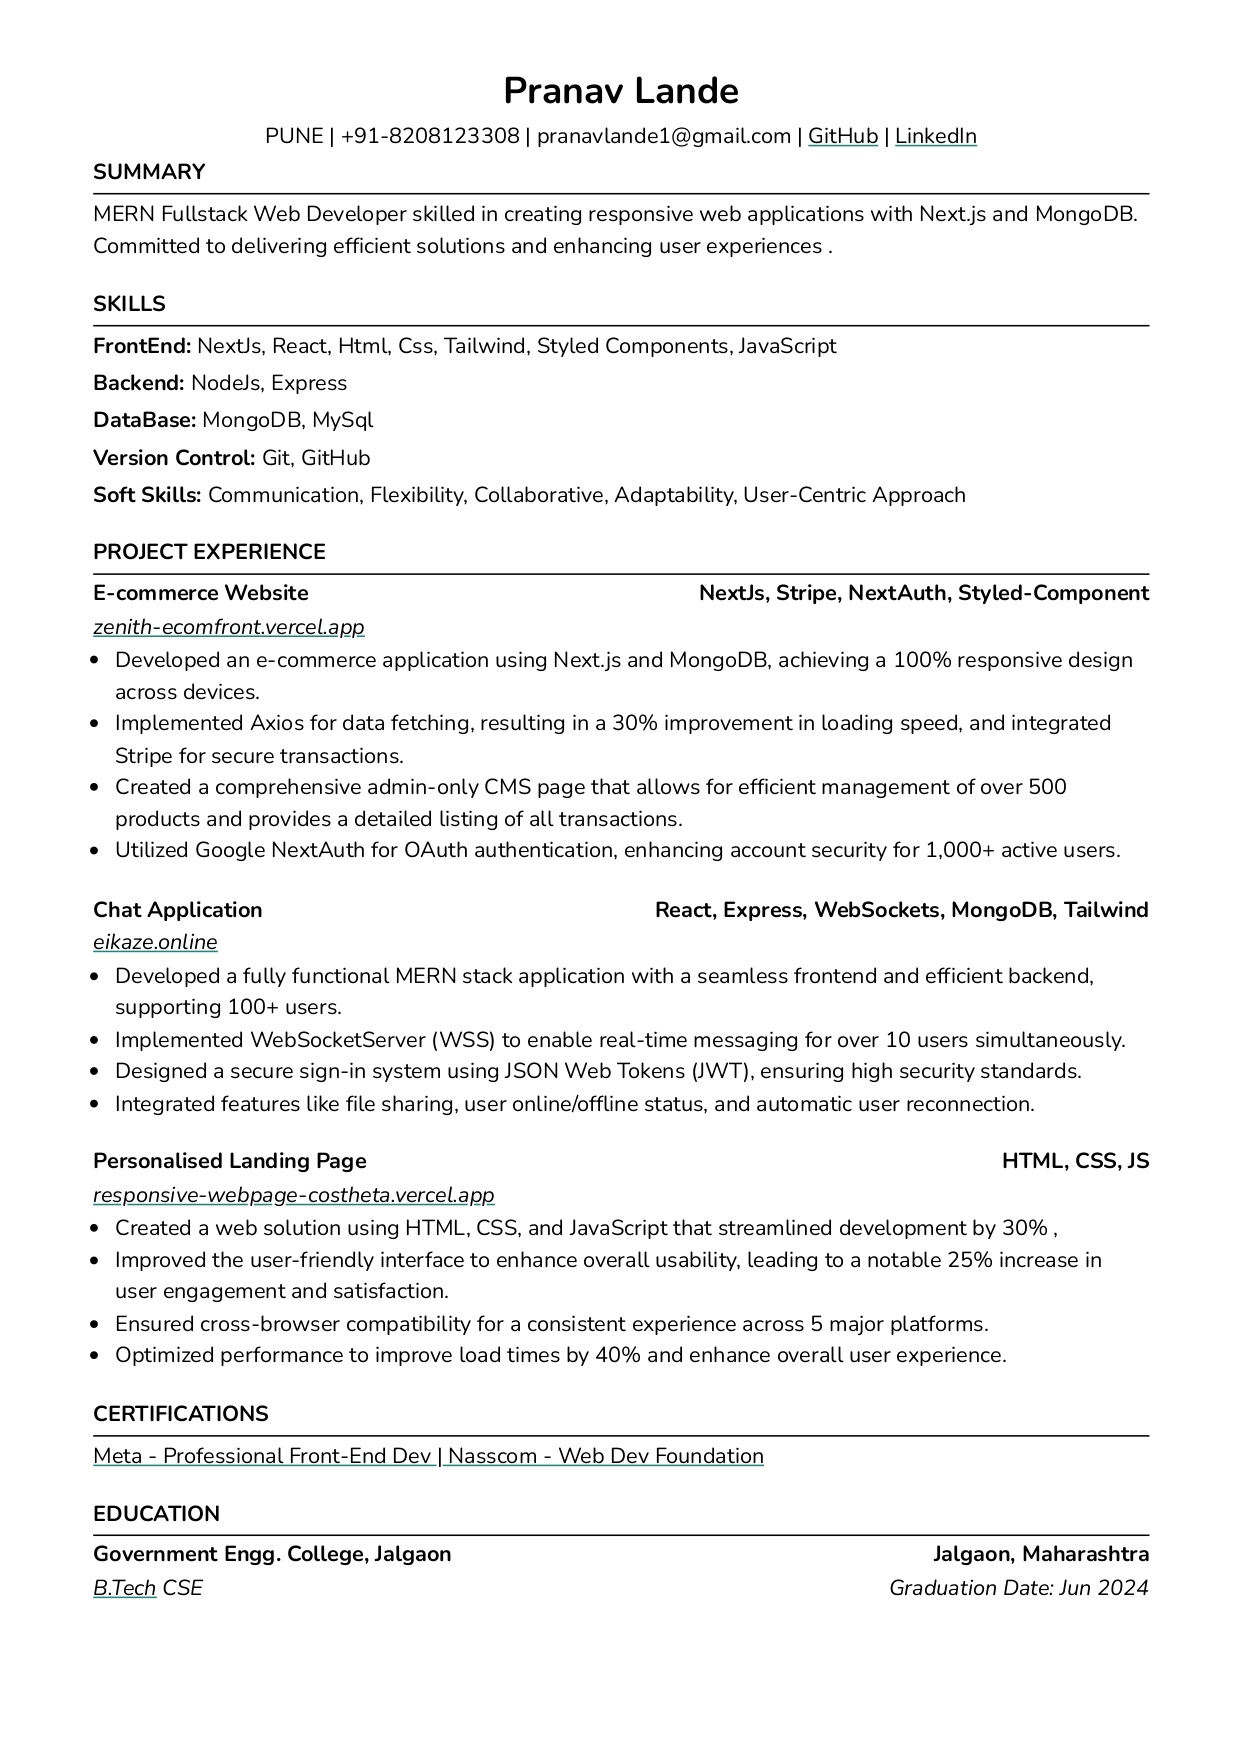 Pranav Lande
PUNE | +91-8208123308 | pranavlande1@gmail.com | GitHub | LinkedIn
SUMMARY
MERN Fullstack Web Developer skilled in creating responsive web applications with Next.js and MongoDB.
Committed to delivering efficient solutions and enhancing user experiences .
SKILLS
FrontEnd: NextJs, React, Html, Css, Tailwind, Styled Components, JavaScript
Backend: NodeJs, Express
DataBase: MongoDB, MySql
Version Control: Git, GitHub
Soft Skills: Communication, Flexibility, Collaborative, Adaptability, User-Centric Approach
PROJECT EXPERIENCE
E-commerce Website NextJs, Stripe, NextAuth, Styled-Component
zenith-ecomfront.vercel.app
• Developed an e-commerce application using Next.js and MongoDB, achieving a 100% responsive design
across devices.
• Implemented Axios for data fetching, resulting in a 30% improvement in loading speed, and integrated
Stripe for secure transactions.
• Created a comprehensive admin-only CMS page that allows for efficient management of over 500
products and provides a detailed listing of all transactions.
• Utilized Google NextAuth for OAuth authentication, enhancing account security for 1,000+ active users.
Chat Application React, Express, WebSockets, MongoDB, Tailwind
eikaze.online
• Developed a fully functional MERN stack application with a seamless frontend and efficient backend,
supporting 100+ users.
• Implemented WebSocketServer (WSS) to enable real-time messaging for over 10 users simultaneously.
• Designed a secure sign-in system using JSON Web Tokens (JWT), ensuring high security standards.
• Integrated features like file sharing, user online/offline status, and automatic user reconnection.
Personalised Landing Page HTML, CSS, JS
responsive-webpage-costheta.vercel.app
• Created a web solution using HTML, CSS, and JavaScript that streamlined development by 30% ,
• Improved the user-friendly interface to enhance overall usability, leading to a notable 25% increase in
user engagement and satisfaction.
• Ensured cross-browser compatibility for a consistent experience across 5 major platforms.
• Optimized performance to improve load times by 40% and enhance overall user experience.
CERTIFICATIONS
Meta - Professional Front-End Dev | Nasscom - Web Dev Foundation
EDUCATION
Government Engg. College, Jalgaon Jalgaon, Maharashtra
B.Tech CSE Graduation Date: Jun 2024